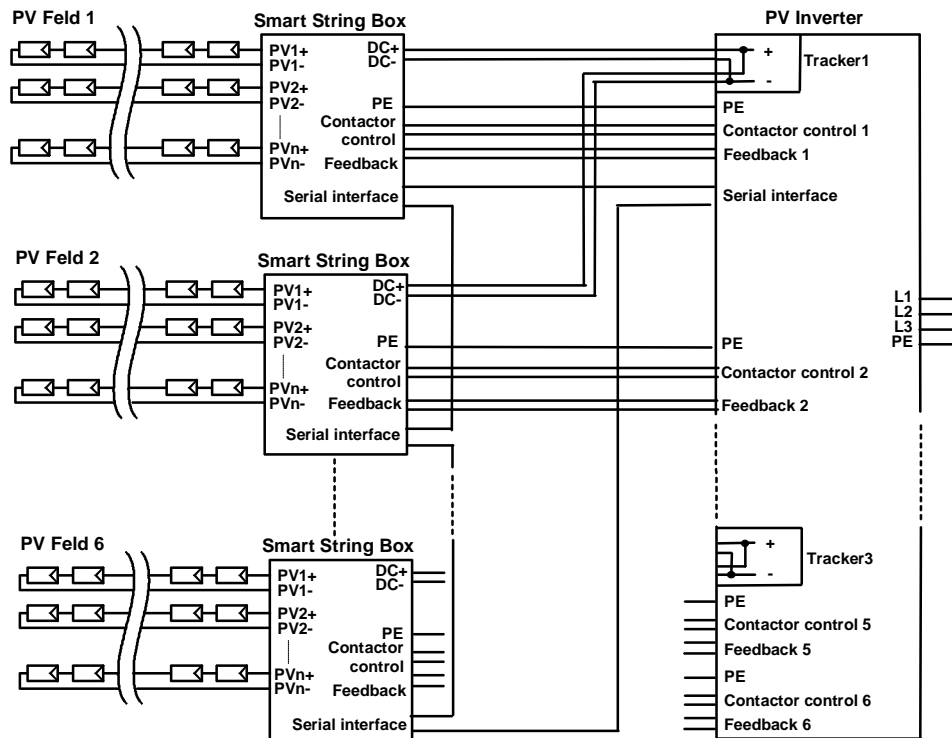 PV Feld 1
Smart String Box
PV Inverter
PV1+
PV1-
PV2+
PV2-
PVn+
PVn-
DC+
DC-
PE
Contactor
control
Feedback
Serial interface
+
-
Tracker1
PE
Contactor control 1
Feedback 1
Serial interface
PV Feld 2
Smart String Box
PV1+
PV1-
PV2+
PV2-
PVn+
PVn-
DC+
DC-
PE
Contactor
control
Feedback
Serial interface
PE
Contactor control 2
Feedback 2
L1
L2
L3
PE
PV Feld 6
Smart String Box
PV1+
PV1-
PV2+
PV2-
PVn+
PVn-
DC+
DC-
PE
Contactor
control
Feedback
Serial interface
+
-
Tracker3
PE
Contactor control 5
Feedback 5
PE
Contactor control 6
Feedback 6